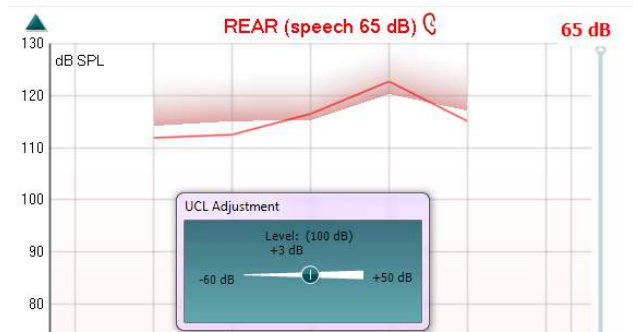 REAR (speech 65 dB)
65 dB
130
dB SPL
120
110
100
90
80
UCL Adjustment
Level: (100 dB)
+3 dB
-60 dB
+50 dB